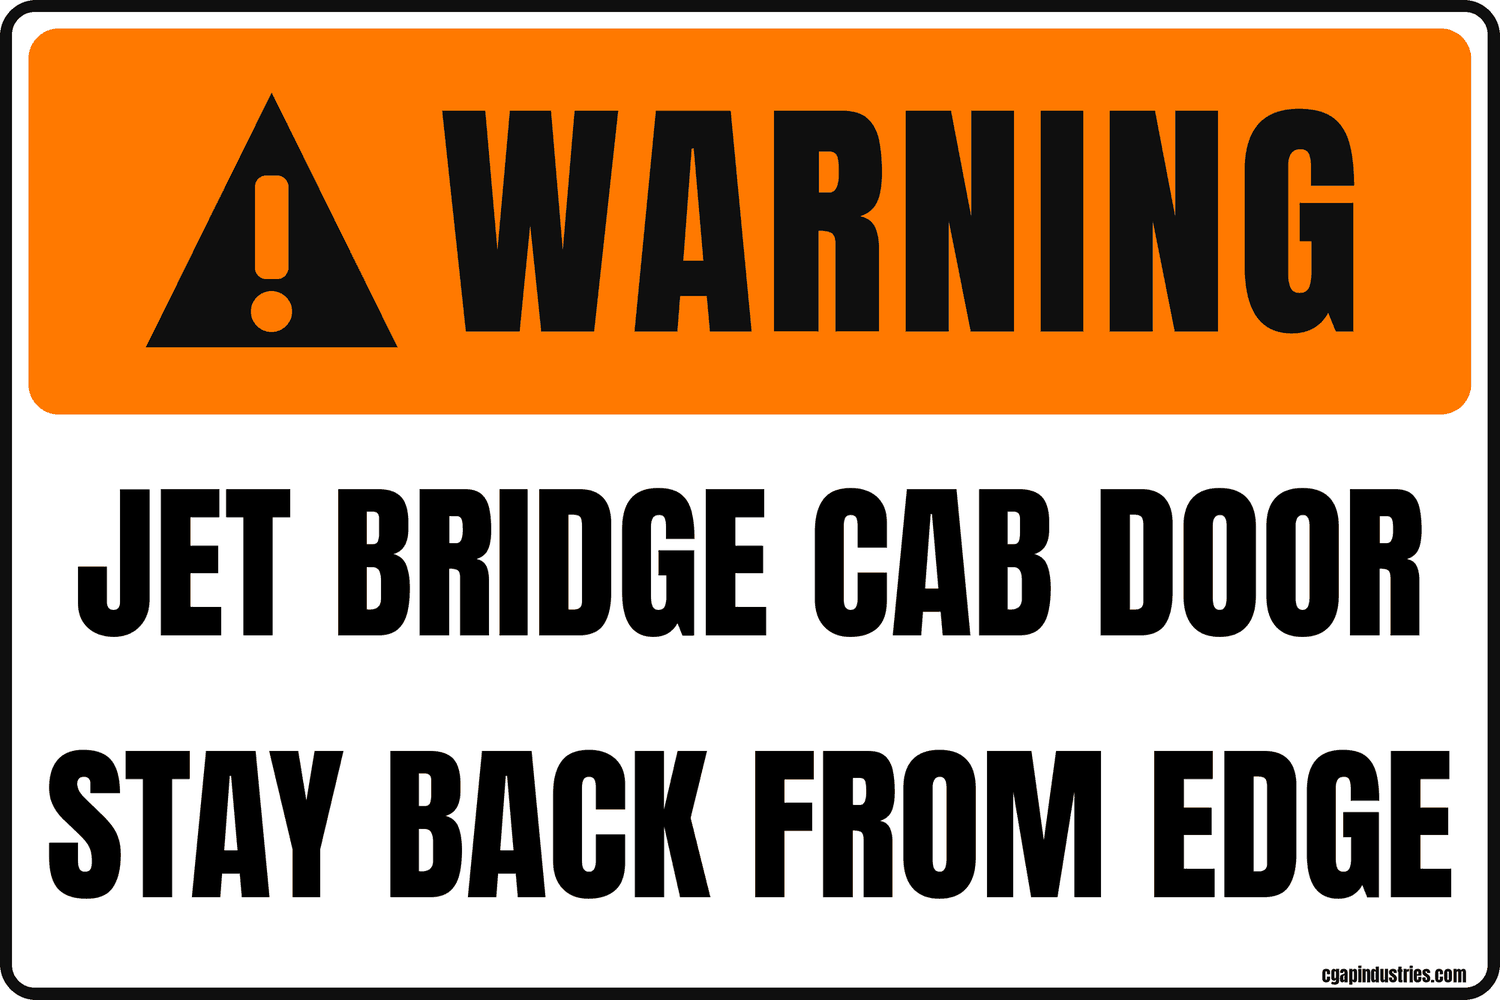 WARNING
JET BRIDGE CAB DOOR
STAY BACK FROM EDGE
cgapindustries.com